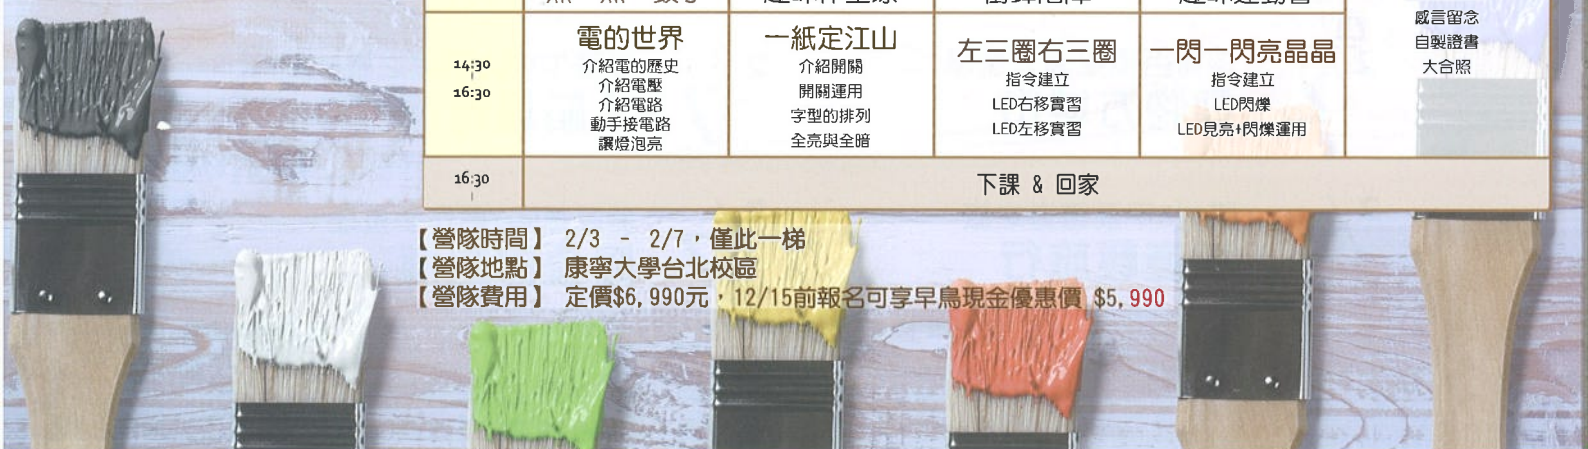 感言留念
自製證書
大合照
14:30
16:30
電的世界
介紹電的歷史
介紹電壓
介紹電路
動手接電路
讓燈泡亮
一紙定江山
介紹開關
開關運用
字型的排列
全亮與全暗
左三圈右三圈
指令建立
LED右移實習
LED左移實習
一閃一閃亮晶晶
指令建立
LED閃爍
LED見亮+閃爍運用
16:30
下課 & 回家
【營隊時間】 2/3 - 2/7，僅此一梯
【營隊地點】 康寧大學台北校區
【營隊費用】 定價$6,990元，12/15前報名可享早鳥現金優惠價 $5,990